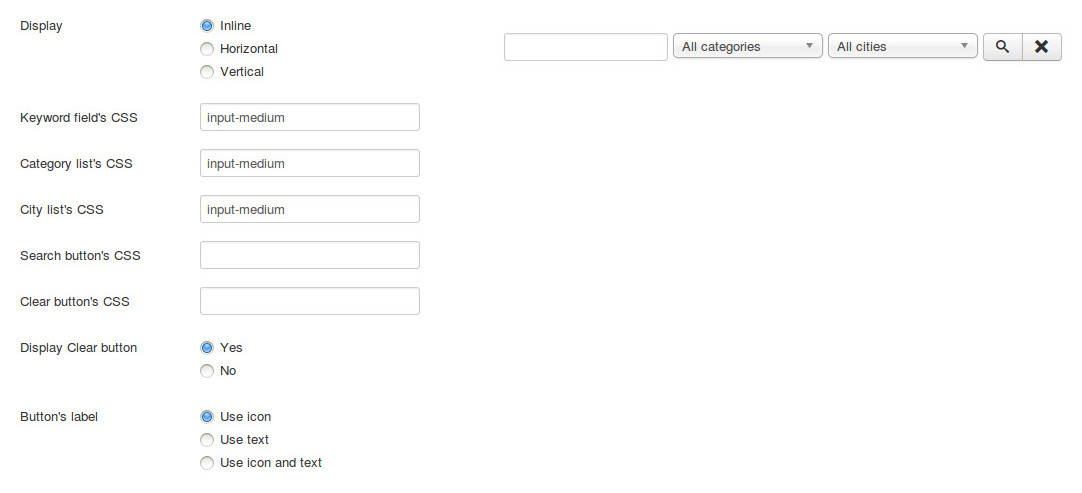 Display
Inline
Horizontal
Vertical
All categories
All cities
Keyword field's CSS
input-medium
Category list's CSS
input-medium
City list's CSS
input-medium
Search button's CSS
Clear button's CSS
Display Clear button
Yes
No
Button's label
Use icon
Use text
Use icon and text